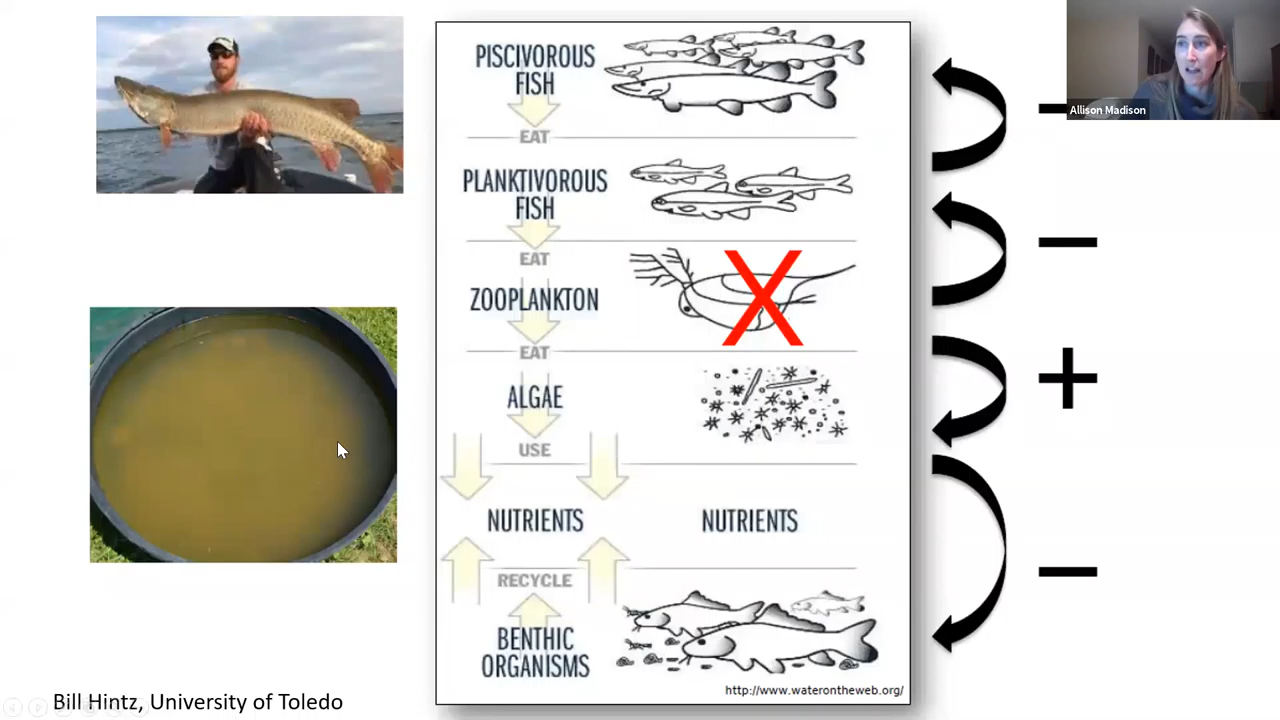 PISCIVOROUS
FISH
EAT
PLANKTIVOROUS
FISH
EAT
ZOOPLANKTON
X
EAT
ALGAE
USE
NUTRIENTS
NUTRIENTS
RECYCLE
BENTHIC
ORGANISMS
http://www.waterontheweb.org/
−
−
+
−
Allison Madison
Bill Hintz, University of Toledo